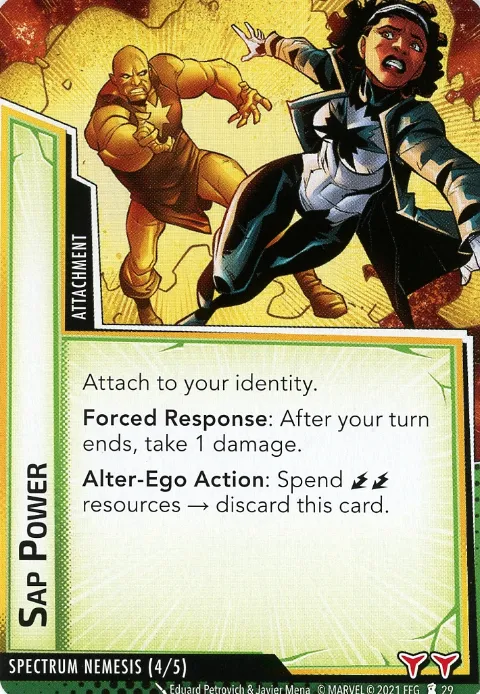 ATTACHMENT
Attach to your identity.
Forced Response: After your turn
ends, take 1 damage.
Alter-Ego Action: Spend
resources → discard this card.
SAP POWER
SPECTRUM NEMESIS (4/5)
Eduard Petrovich & Javier Mena © MARVEL © 2021 FFG 29